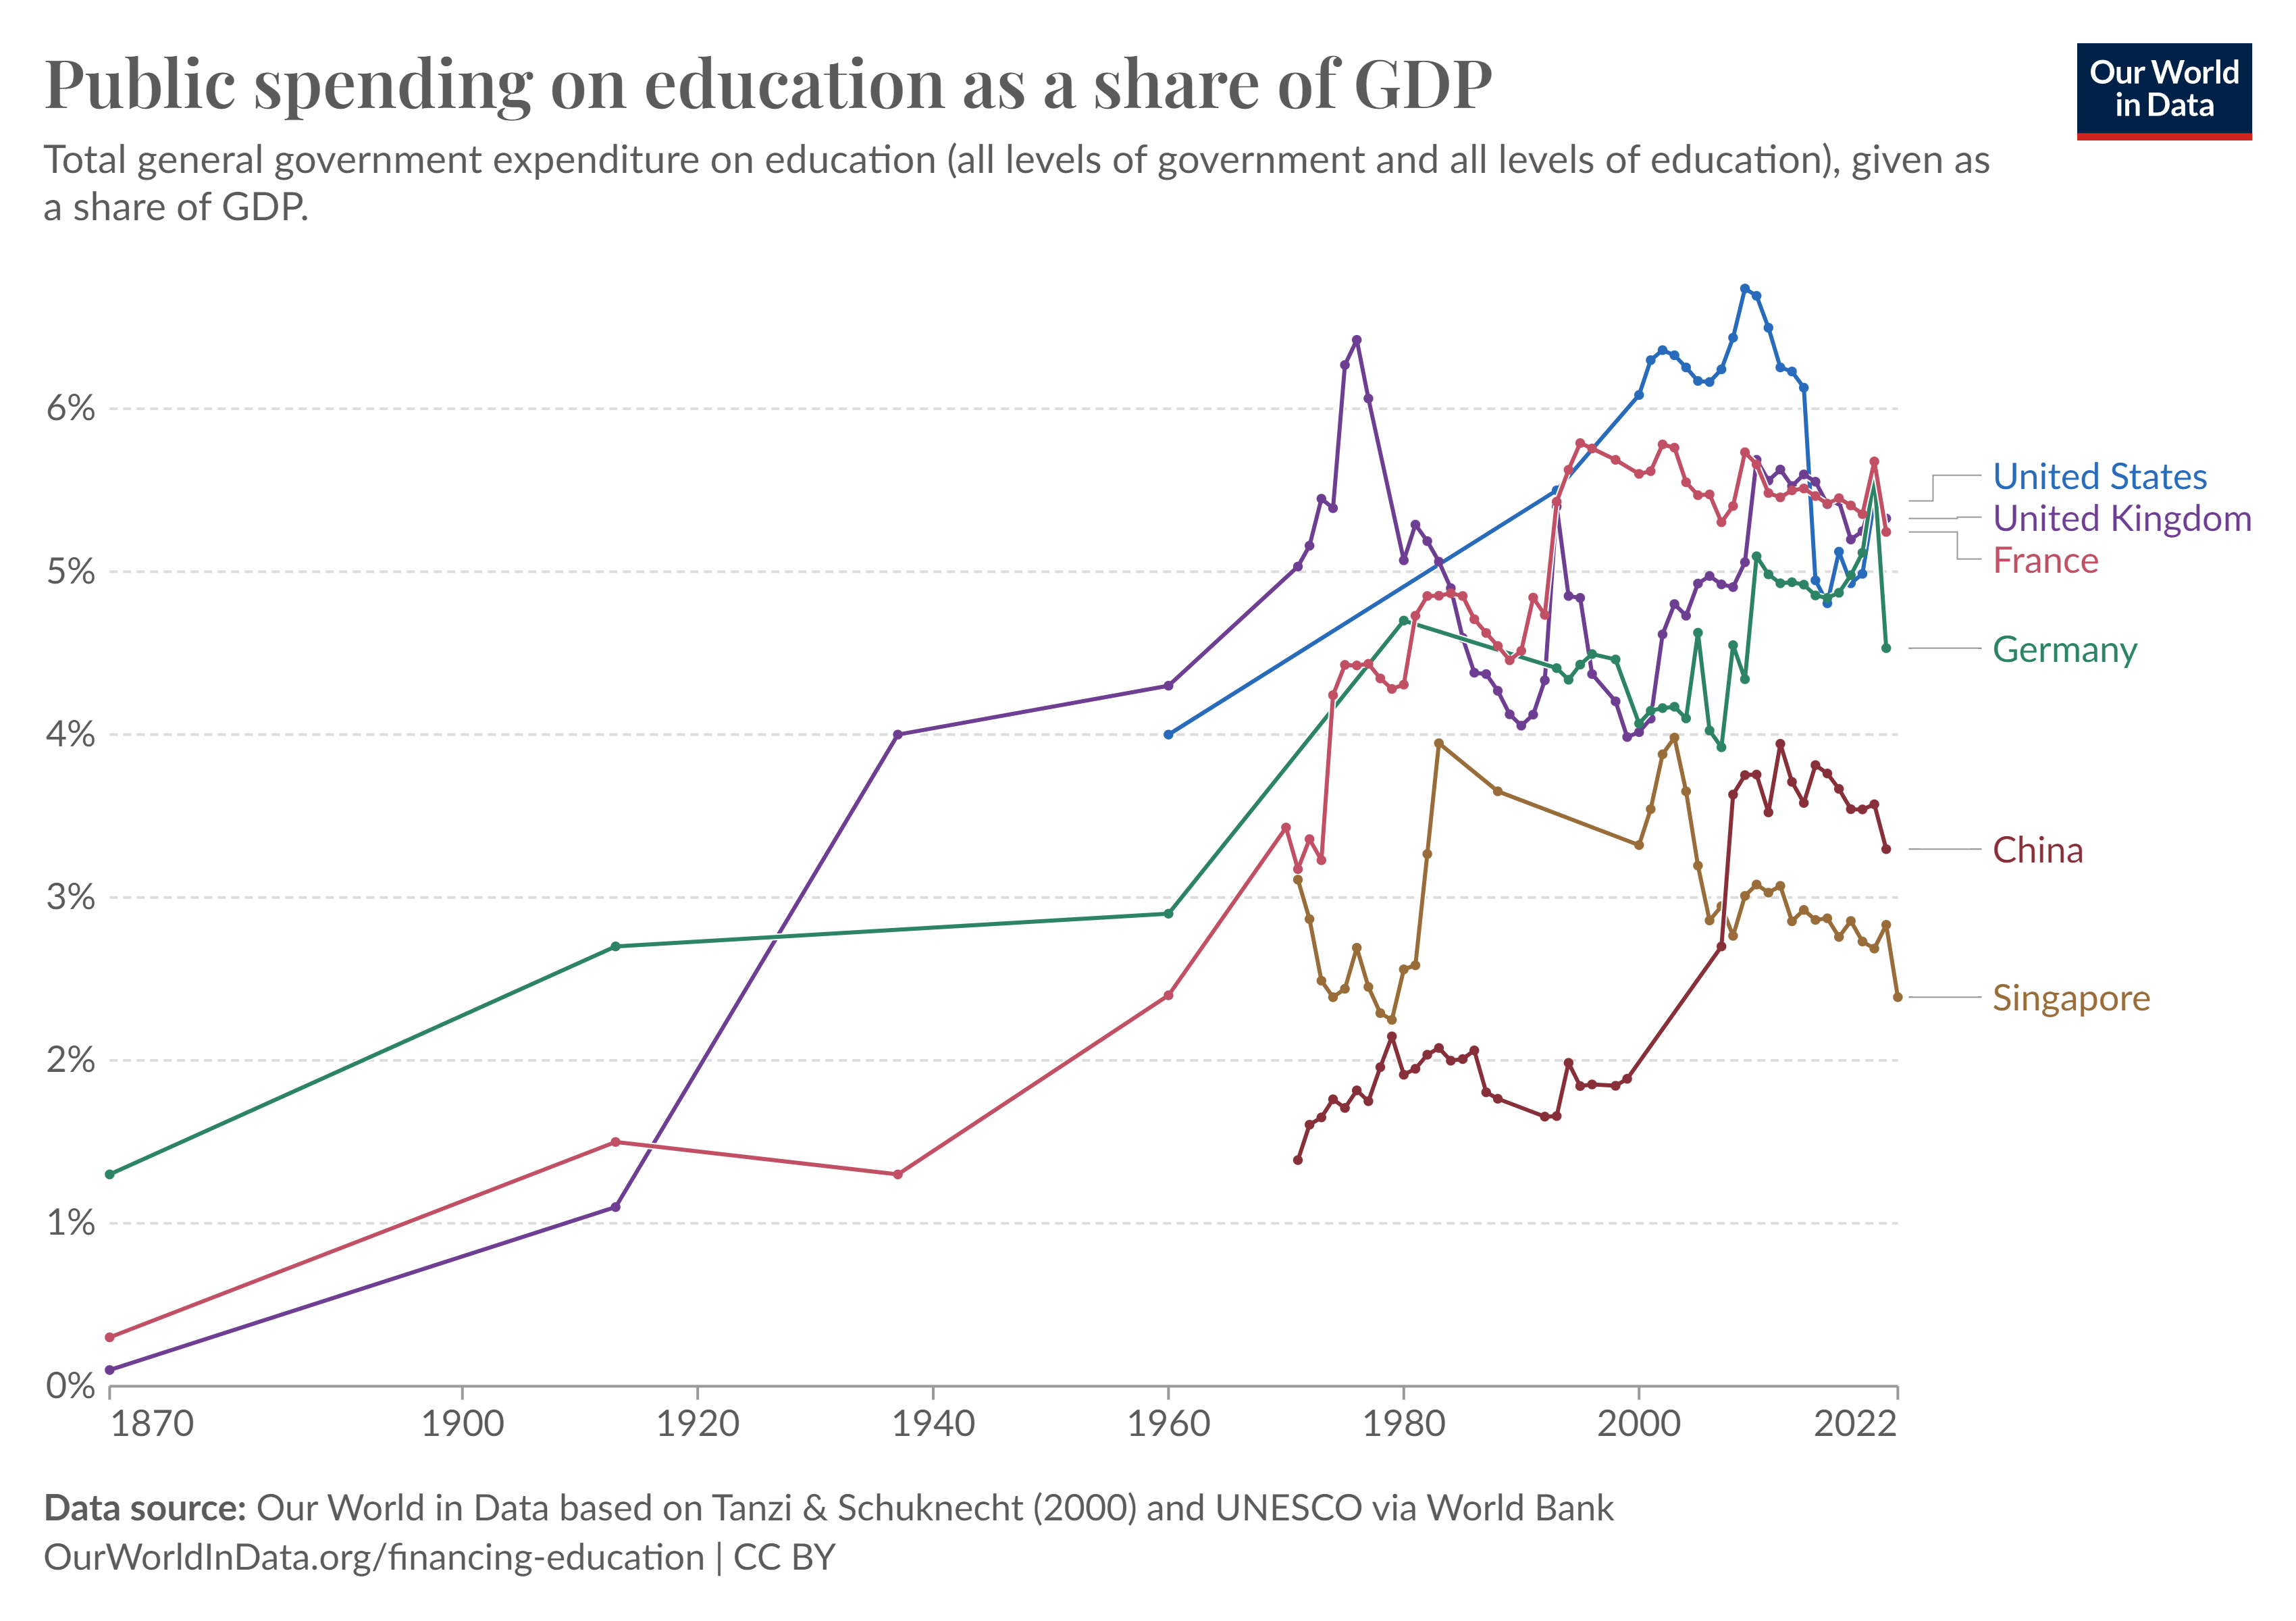 Public spending on education as a share of GDP
Our World
in Data
Total general government expenditure on education (all levels of government and all levels of education), given as
a share of GDP.
6%
5%
4%
3%
2%
1%
0%
United States
United Kingdom
France
Germany
China
Singapore
1870
1900
1920
1940
1960
1980
2000
2022
Data source: Our World in Data based on Tanzi & Schuknecht (2000) and UNESCO via World Bank
OurWorldInData.org/financing-education | CC BY